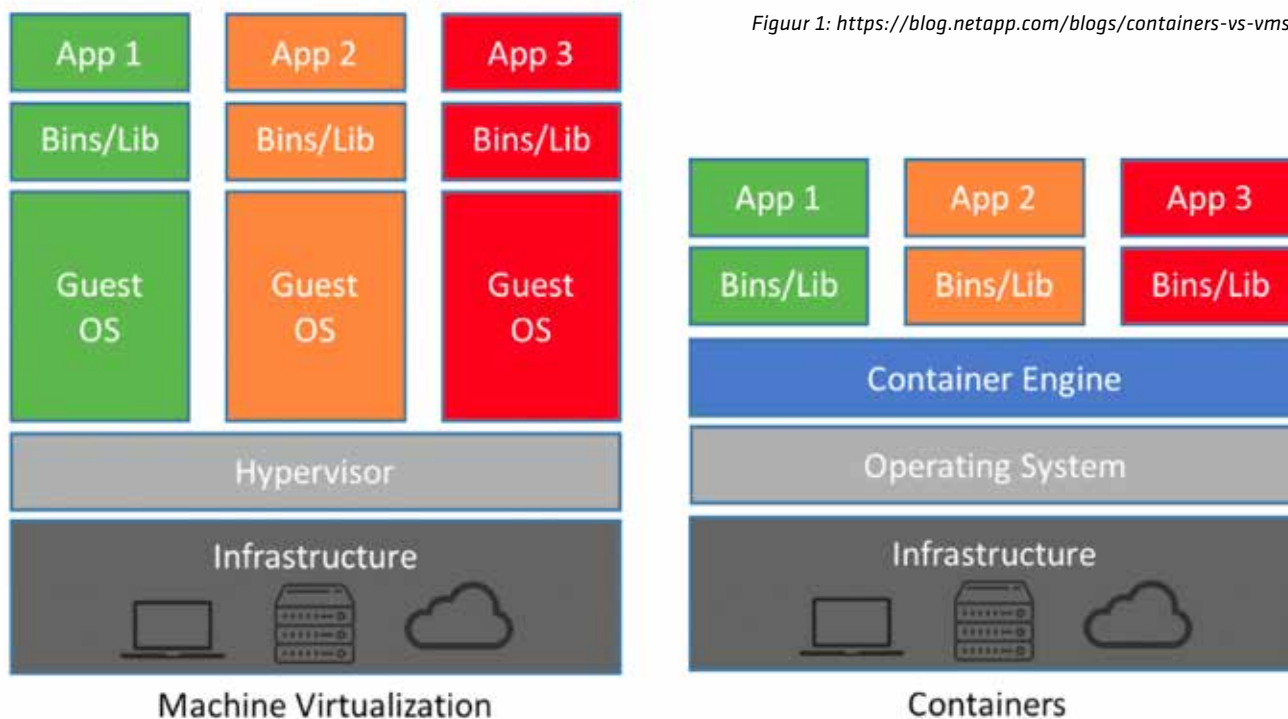 Figuur 1: https://blog.netapp.com/blogs/containers-vs-vms
App 1
App 2
App 3
Bins/Lib
Bins/Lib
Bins/Lib
Guest
OS
Guest
OS
Guest
OS
Hypervisor
Infrastructure
Machine Virtualization
App 1
App 2
App 3
Bins/Lib
Bins/Lib
Bins/Lib
Container Engine
Operating System
Infrastructure
Containers